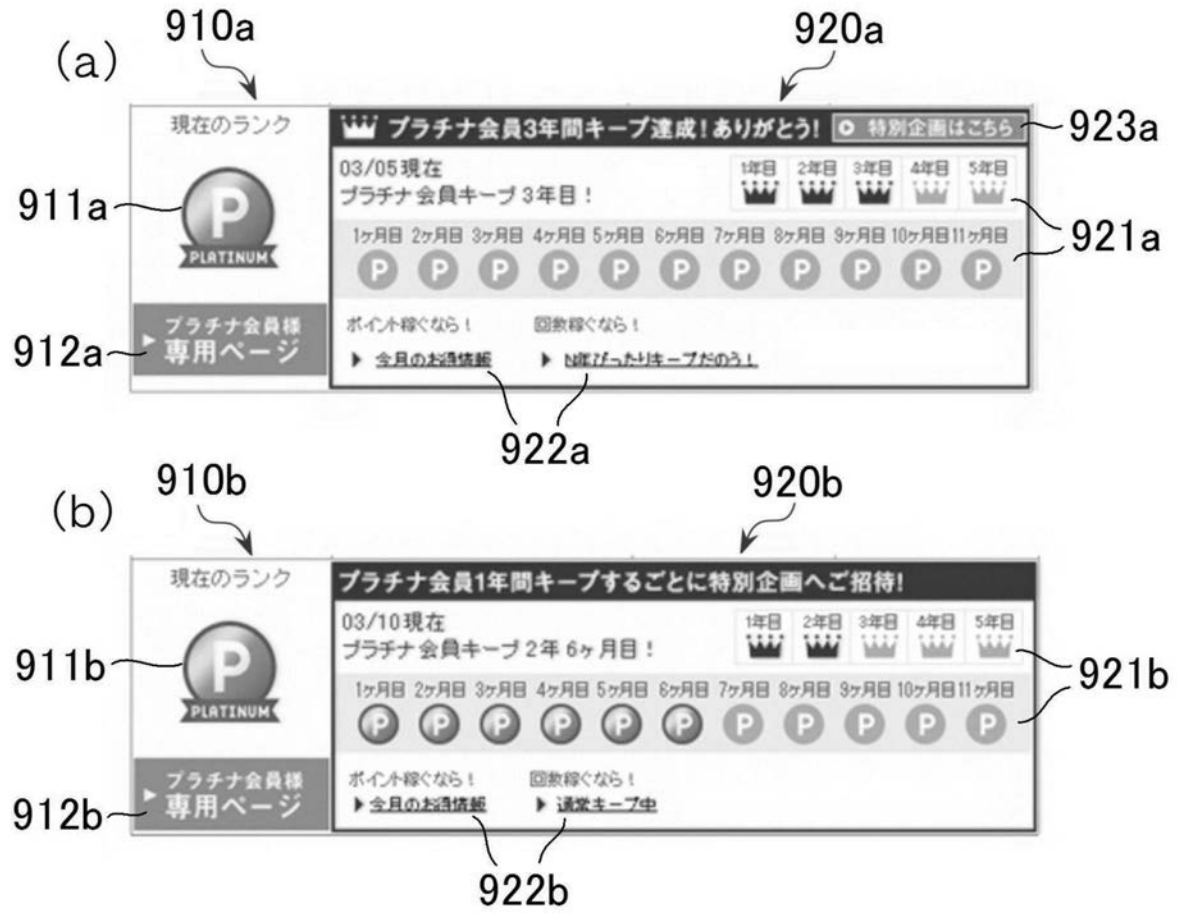 910a
920a
(a)
現在のランク
プラチナ会員3年間キープ達成!ありがとう!
特別企画はこちら
923a
03/05現在
プラチナ会員キープ3年目!
1年目 2年目 3年目 4年目 5年目
911a
P
PLATINUM
921a
1ヶ月目 2ヶ月目 3ヶ月目 4ヶ月目 5ヶ月目 6ヶ月目 7ヶ月目 8ヶ月目 9ヶ月目 10ヶ月目 11ヶ月目
P P P P P P P P P P P
プラチナ会員様
専用ページ
912a
ポイント稼ぐなら! 回数稼ぐなら!
今月のお得情報 N年ぴったりキープだのう!
922a
910b
920b
(b)
現在のランク
プラチナ会員1年間キープするごとに特別企画へご招待!
03/10現在
プラチナ会員キープ2年6ヶ月目!
1年目 2年目 3年目 4年目 5年目
911b
P
PLATINUM
921b
1ヶ月目 2ヶ月目 3ヶ月目 4ヶ月目 5ヶ月目 6ヶ月目 7ヶ月目 8ヶ月目 9ヶ月目 10ヶ月目 11ヶ月目
P P P P P P P P P P P
プラチナ会員様
専用ページ
912b
ポイント稼ぐなら! 回数稼ぐなら!
今月のお得情報 通常キープ中
922b